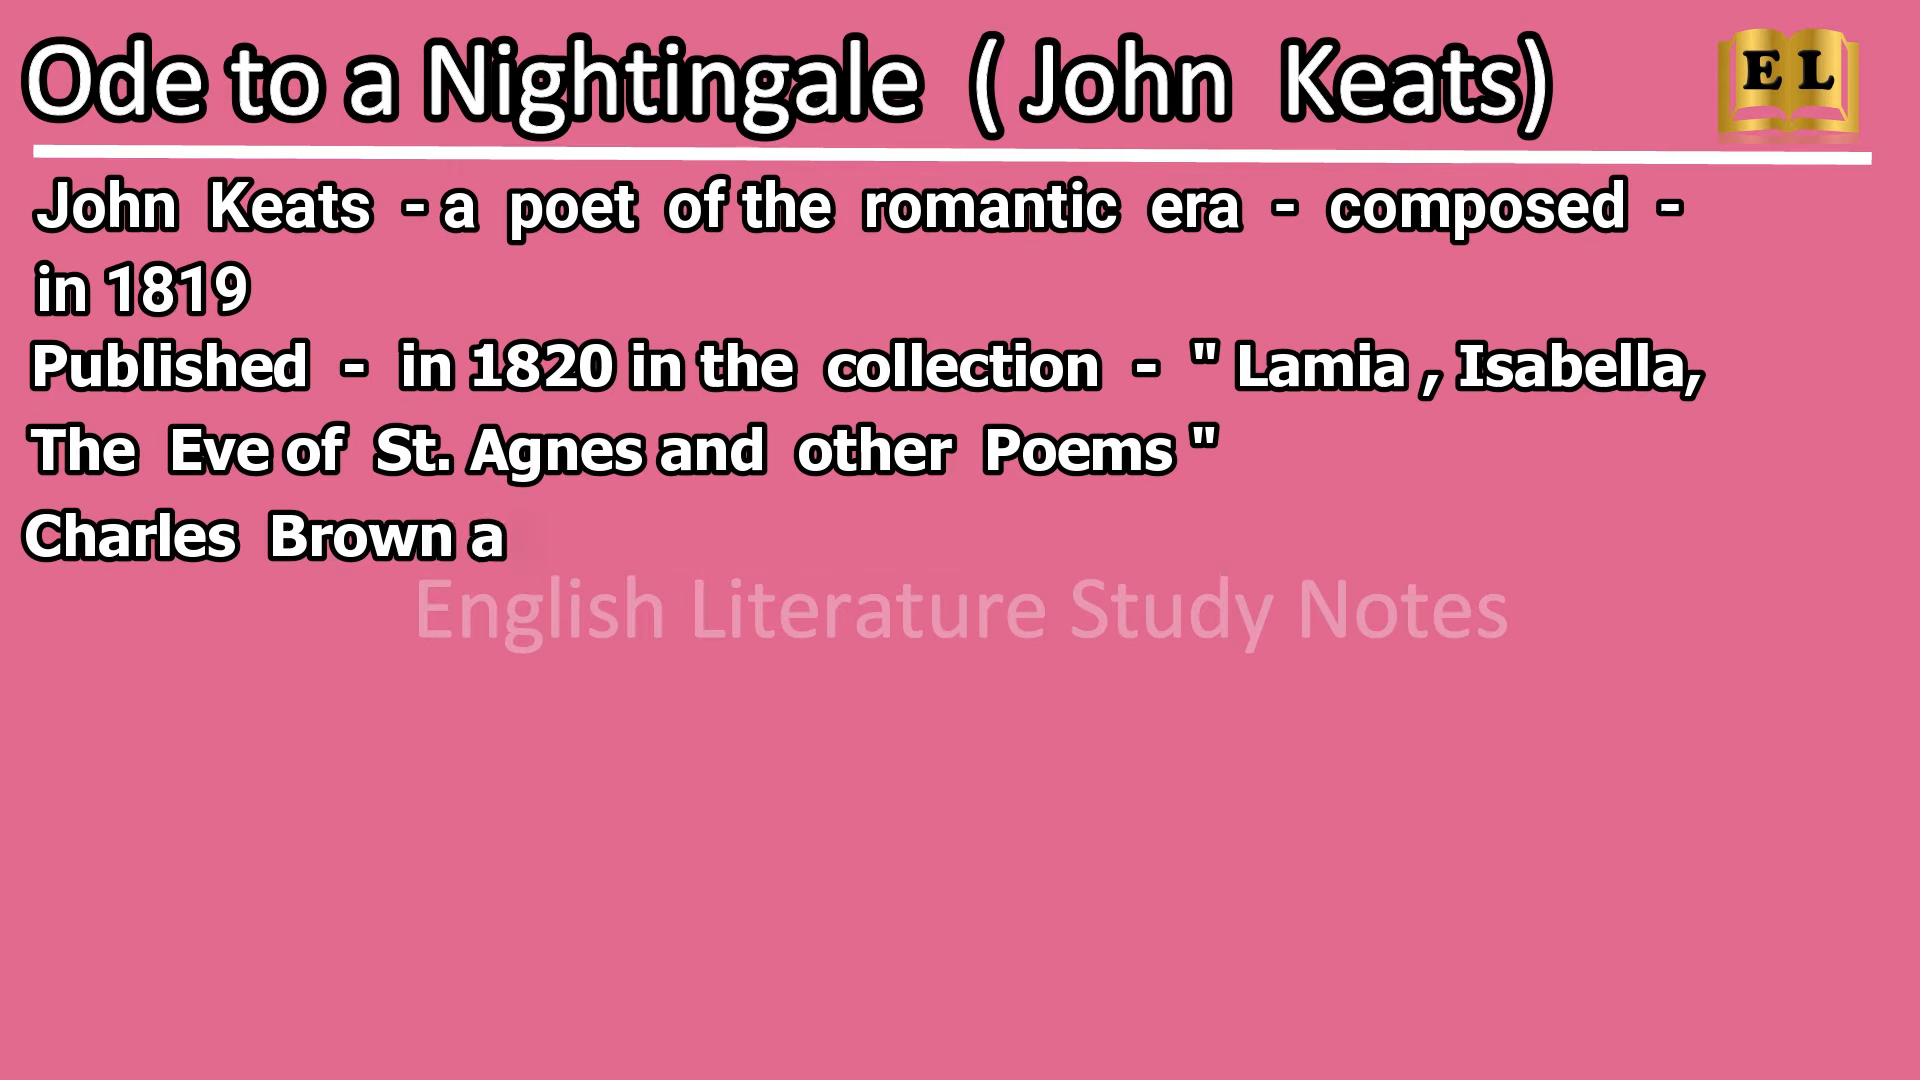 Ode to a Nightingale ( John Keats)
E L
John Keats - a poet of the romantic era - composed -
in 1819
Published - in 1820 in the collection - " Lamia , Isabella,
The Eve of St. Agnes and other Poems "
Charles Brown a
English Literature Study Notes